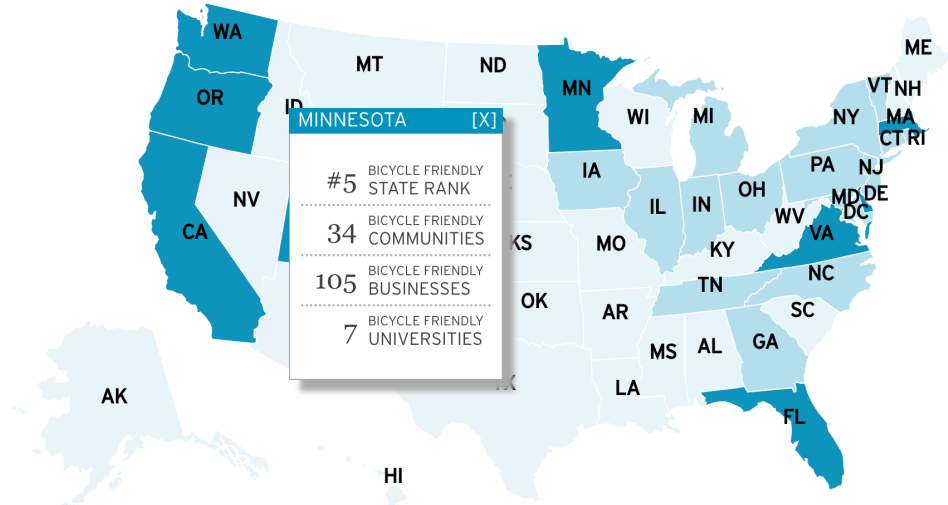 WA
ME
MT
ND
VT NH
MN
OR
ID
WI
MI
NY
MA
MINNESOTA [X]
CT RI
PA
NJ
IA
BICYCLE FRIENDLY
#5 STATE RANK
OH
MD DE
NV
IL
IN
DC
WV
BICYCLE FRIENDLY
34 COMMUNITIES
CA
VA
KS
MO
KY
BICYCLE FRIENDLY
105 BUSINESSES
NC
TN
OK
AR
SC
BICYCLE FRIENDLY
7 UNIVERSITIES
MS
AL
GA
LA
AK
FL
HI